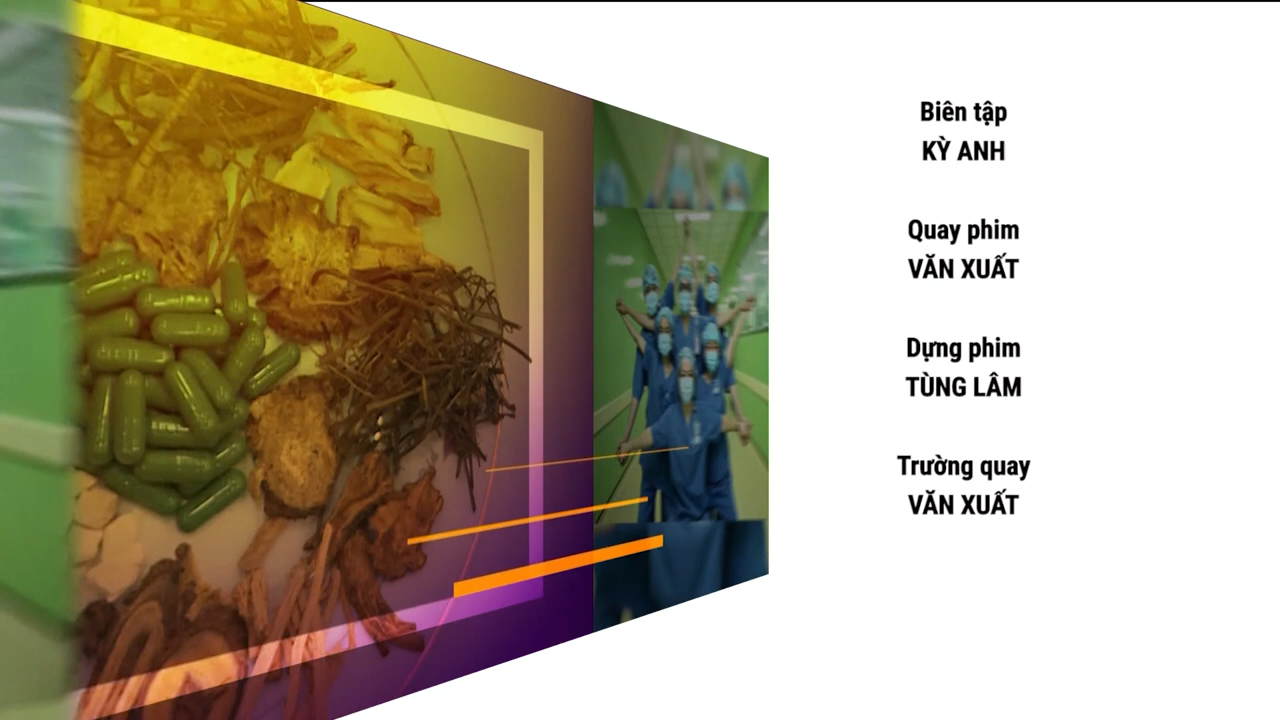 Biên tập
KỲ ANH
Quay phim
VĂN XUẤT
Dựng phim
TÙNG LÂM
Trường quay
VĂN XUẤT